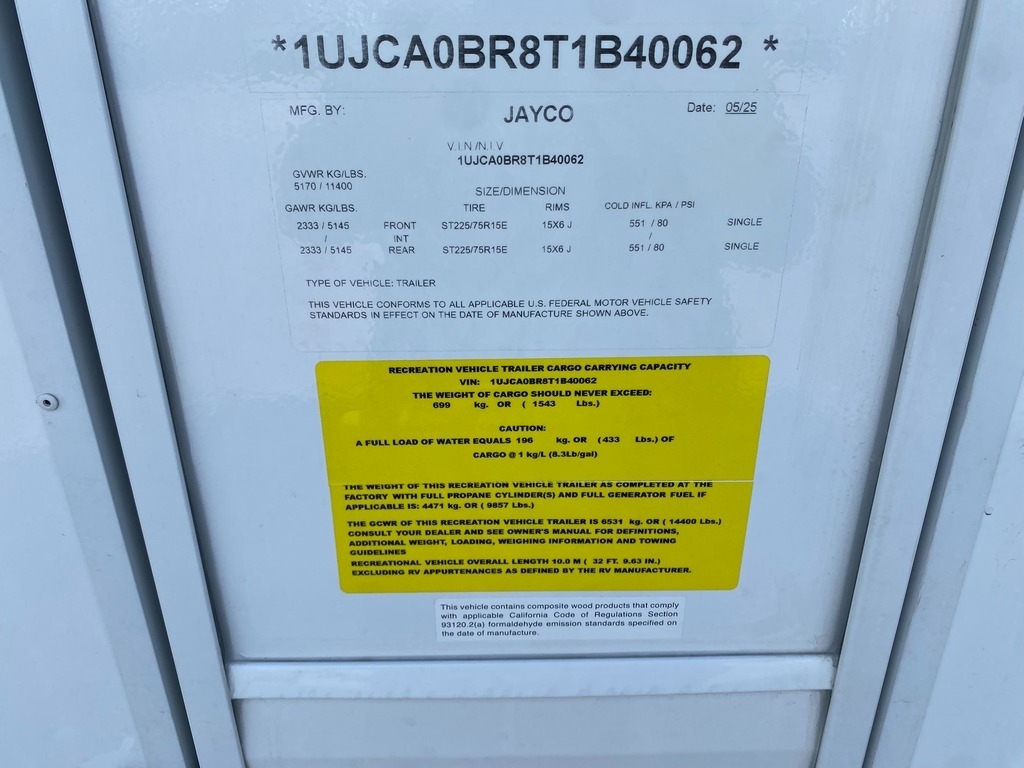 *1UJCA0BR8T1B40062 *
MFG. BY: JAYCO Date: 05/25
V.I.N/N.I.V
1UJCA0BR8T1B40062
GVWR KG/LBS.
5170 / 11400
SIZE/DIMENSION
GAWR KG/LBS. TIRE RIMS COLD INFL. KPA / PSI
2333 / 5145 FRONT ST225/75R15E 15X6 J 551 / 80 SINGLE
/ INT /
2333 / 5145 REAR ST225/75R15E 15X6 J 551 / 80 SINGLE
TYPE OF VEHICLE: TRAILER
THIS VEHICLE CONFORMS TO ALL APPLICABLE U.S. FEDERAL MOTOR VEHICLE SAFETY
STANDARDS IN EFFECT ON THE DATE OF MANUFACTURE SHOWN ABOVE.
RECREATION VEHICLE TRAILER CARGO CARRYING CAPACITY
VIN: 1UJCA0BR8T1B40062
THE WEIGHT OF CARGO SHOULD NEVER EXCEED:
699 kg. OR ( 1543 Lbs.)
CAUTION:
A FULL LOAD OF WATER EQUALS 196 kg. OR (433 Lbs.) OF
CARGO @ 1 kg/L (8.3Lb/gal)
THE WEIGHT OF THIS RECREATION VEHICLE TRAILER AS COMPLETED AT THE
FACTORY WITH FULL PROPANE CYLINDER(S) AND FULL GENERATOR FUEL IF
APPLICABLE IS: 4471 kg. OR ( 9857 Lbs.)
THE GCWR OF THIS RECREATION VEHICLE TRAILER IS 6531 kg. OR ( 14400 Lbs.)
CONSULT YOUR DEALER AND SEE OWNER'S MANUAL FOR DEFINITIONS,
ADDITIONAL WEIGHT, LOADING, WEIGHING INFORMATION AND TOWING
GUIDELINES
RECREATIONAL VEHICLE OVERALL LENGTH 10.0 M ( 32 FT. 9.63 IN.)
EXCLUDING RV APPURTENANCES AS DEFINED BY THE RV MANUFACTURER.
This vehicle contains composite wood products that comply
with applicable California Code of Regulations Section
93120.2(a) formaldehyde emission standards specified on
the date of manufacture.